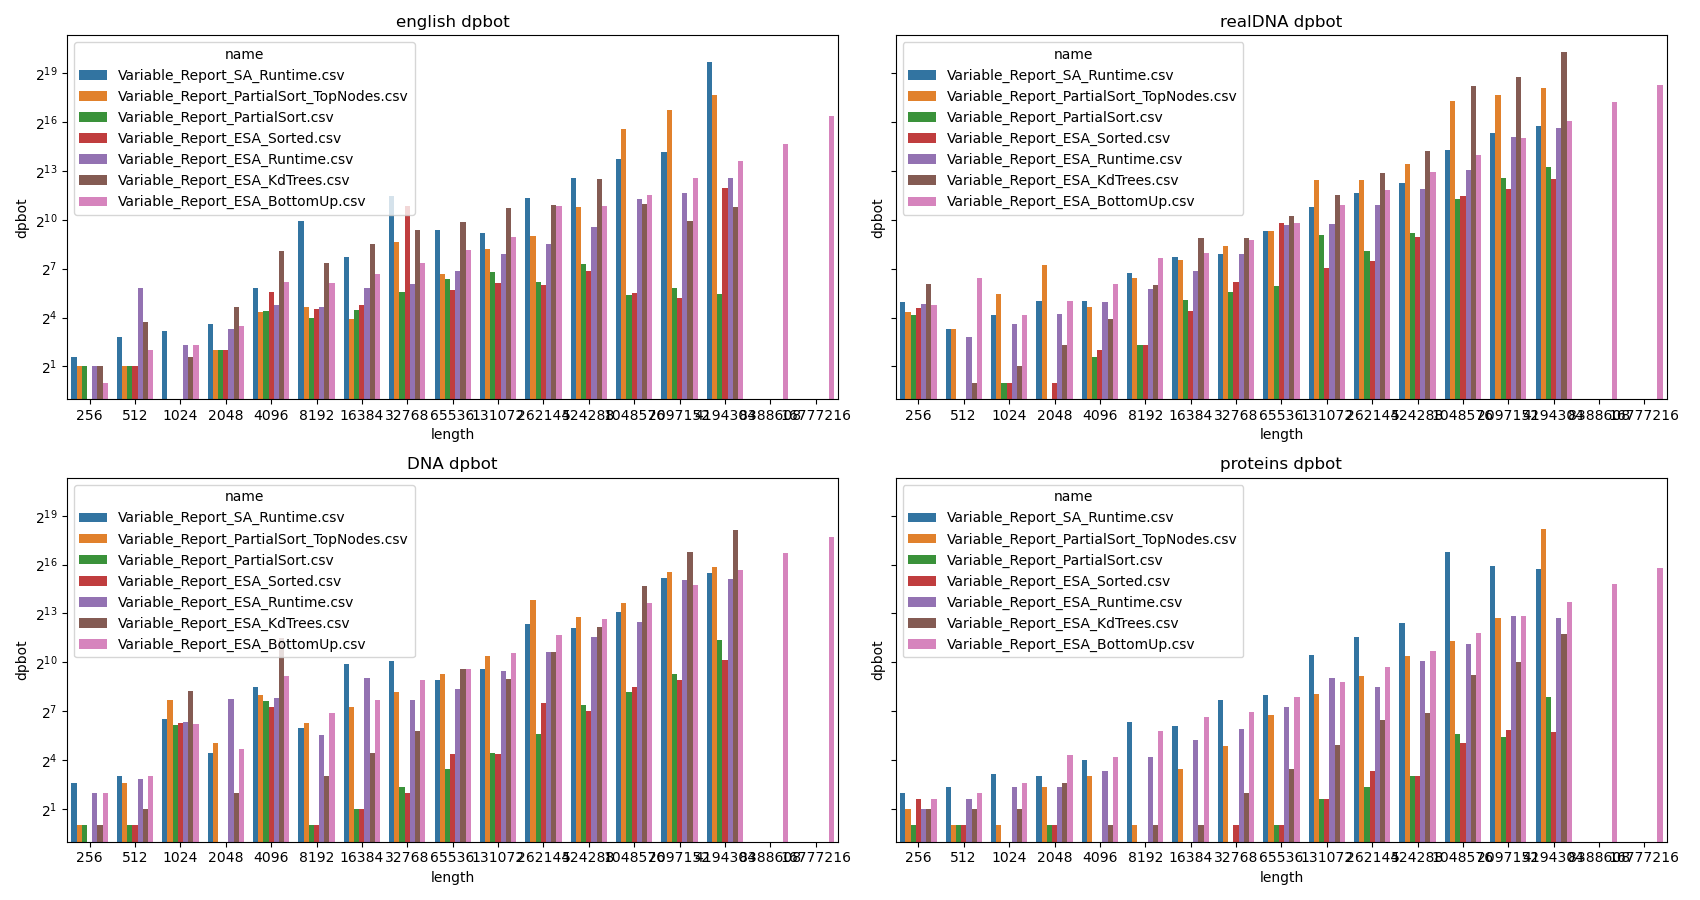 english dpbot
name
Variable_Report_SA_Runtime.csv
Variable_Report_PartialSort_TopNodes.csv
Variable_Report_PartialSort.csv
Variable_Report_ESA_Sorted.csv
Variable_Report_ESA_Runtime.csv
Variable_Report_ESA_KdTrees.csv
Variable_Report_ESA_BottomUp.csv
2^19
2^16
2^13
2^10
2^7
2^4
2^1
dpbot
256 512 1024 2048 4096 8192 16384 32768 65536 131072 262144 524288 1048576 2097152 4194304 8388608 16777216
length
realDNA dpbot
name
Variable_Report_SA_Runtime.csv
Variable_Report_PartialSort_TopNodes.csv
Variable_Report_PartialSort.csv
Variable_Report_ESA_Sorted.csv
Variable_Report_ESA_Runtime.csv
Variable_Report_ESA_KdTrees.csv
Variable_Report_ESA_BottomUp.csv
dpbot
256 512 1024 2048 4096 8192 16384 32768 65536 131072 262144 524288 1048576 2097152 4194304 8388608 16777216
length
DNA dpbot
name
Variable_Report_SA_Runtime.csv
Variable_Report_PartialSort_TopNodes.csv
Variable_Report_PartialSort.csv
Variable_Report_ESA_Sorted.csv
Variable_Report_ESA_Runtime.csv
Variable_Report_ESA_KdTrees.csv
Variable_Report_ESA_BottomUp.csv
2^19
2^16
2^13
2^10
2^7
2^4
2^1
dpbot
256 512 1024 2048 4096 8192 16384 32768 65536 131072 262144 524288 1048576 2097152 4194304 8388608 16777216
length
proteins dpbot
name
Variable_Report_SA_Runtime.csv
Variable_Report_PartialSort_TopNodes.csv
Variable_Report_PartialSort.csv
Variable_Report_ESA_Sorted.csv
Variable_Report_ESA_Runtime.csv
Variable_Report_ESA_KdTrees.csv
Variable_Report_ESA_BottomUp.csv
dpbot
256 512 1024 2048 4096 8192 16384 32768 65536 131072 262144 524288 1048576 2097152 4194304 8388608 16777216
length